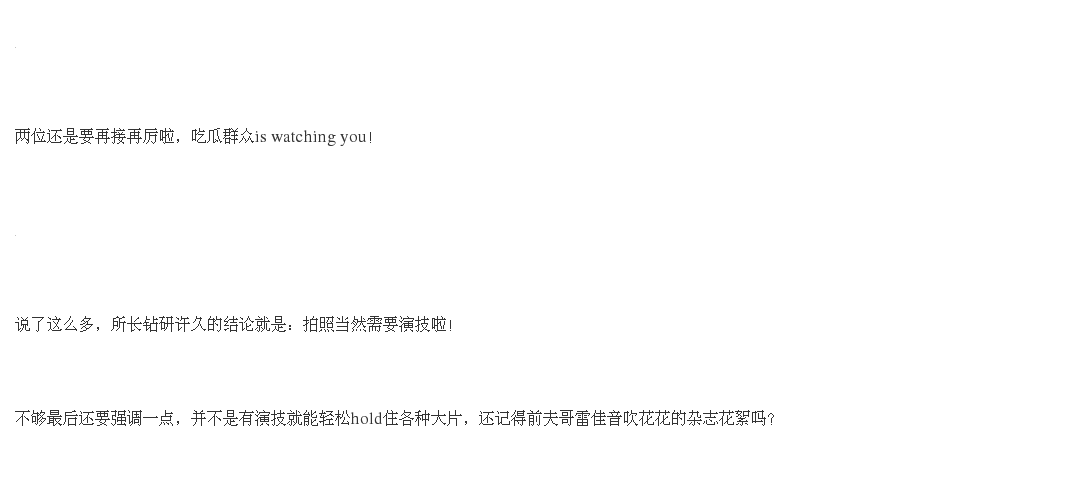 两位还是要再接再厉啦，吃瓜群众is watching you!
说了这么多，所长钻研许久的结论就是：拍照当然需要演技啦!
不够最后还要强调一点，并不是有演技就能轻松hold住各种大片，还记得前夫哥雷佳音吹花花的杂志花絮吗?